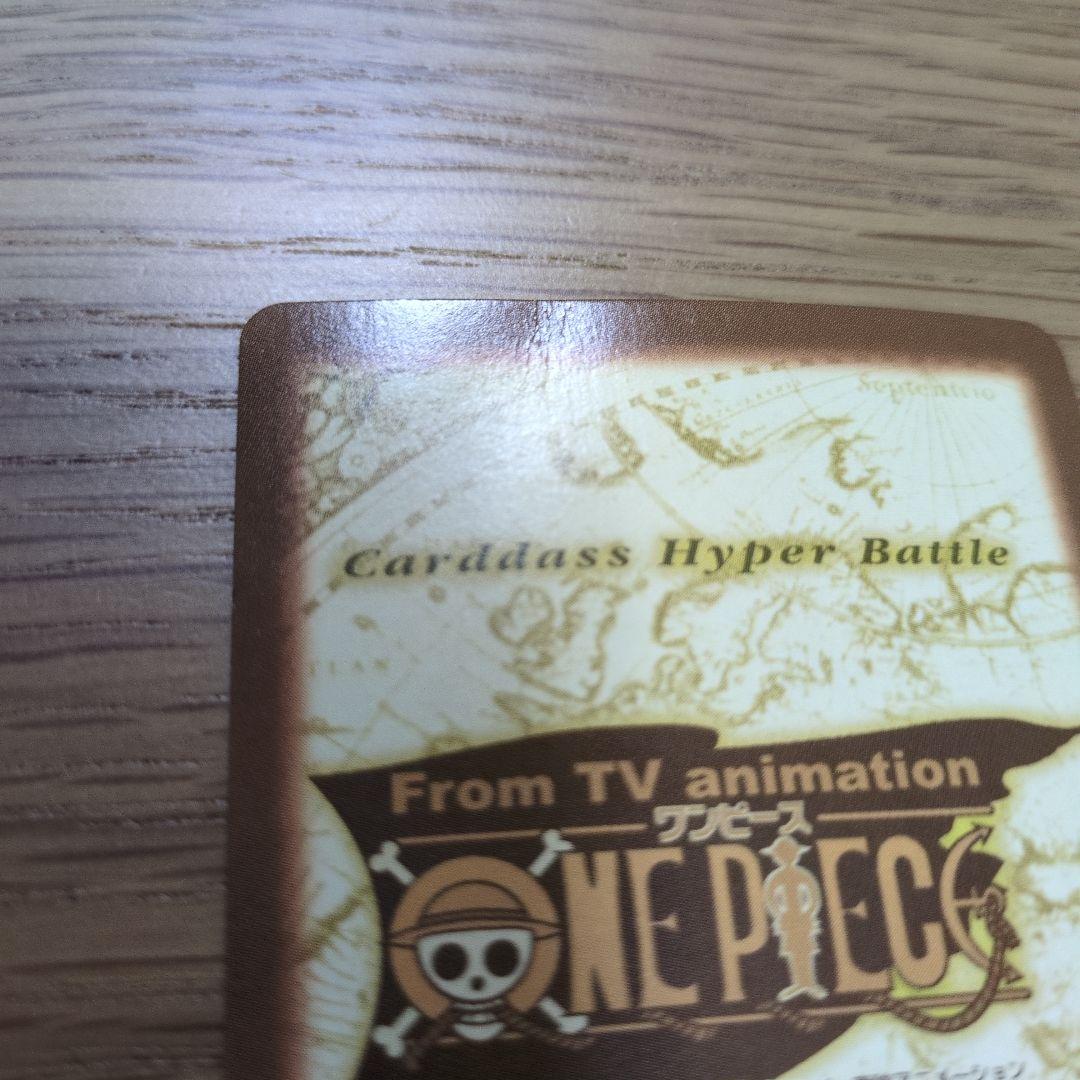 Septentrio
Carddass Hyper Battle
From TV animation
ワンピース
ONE PIECE